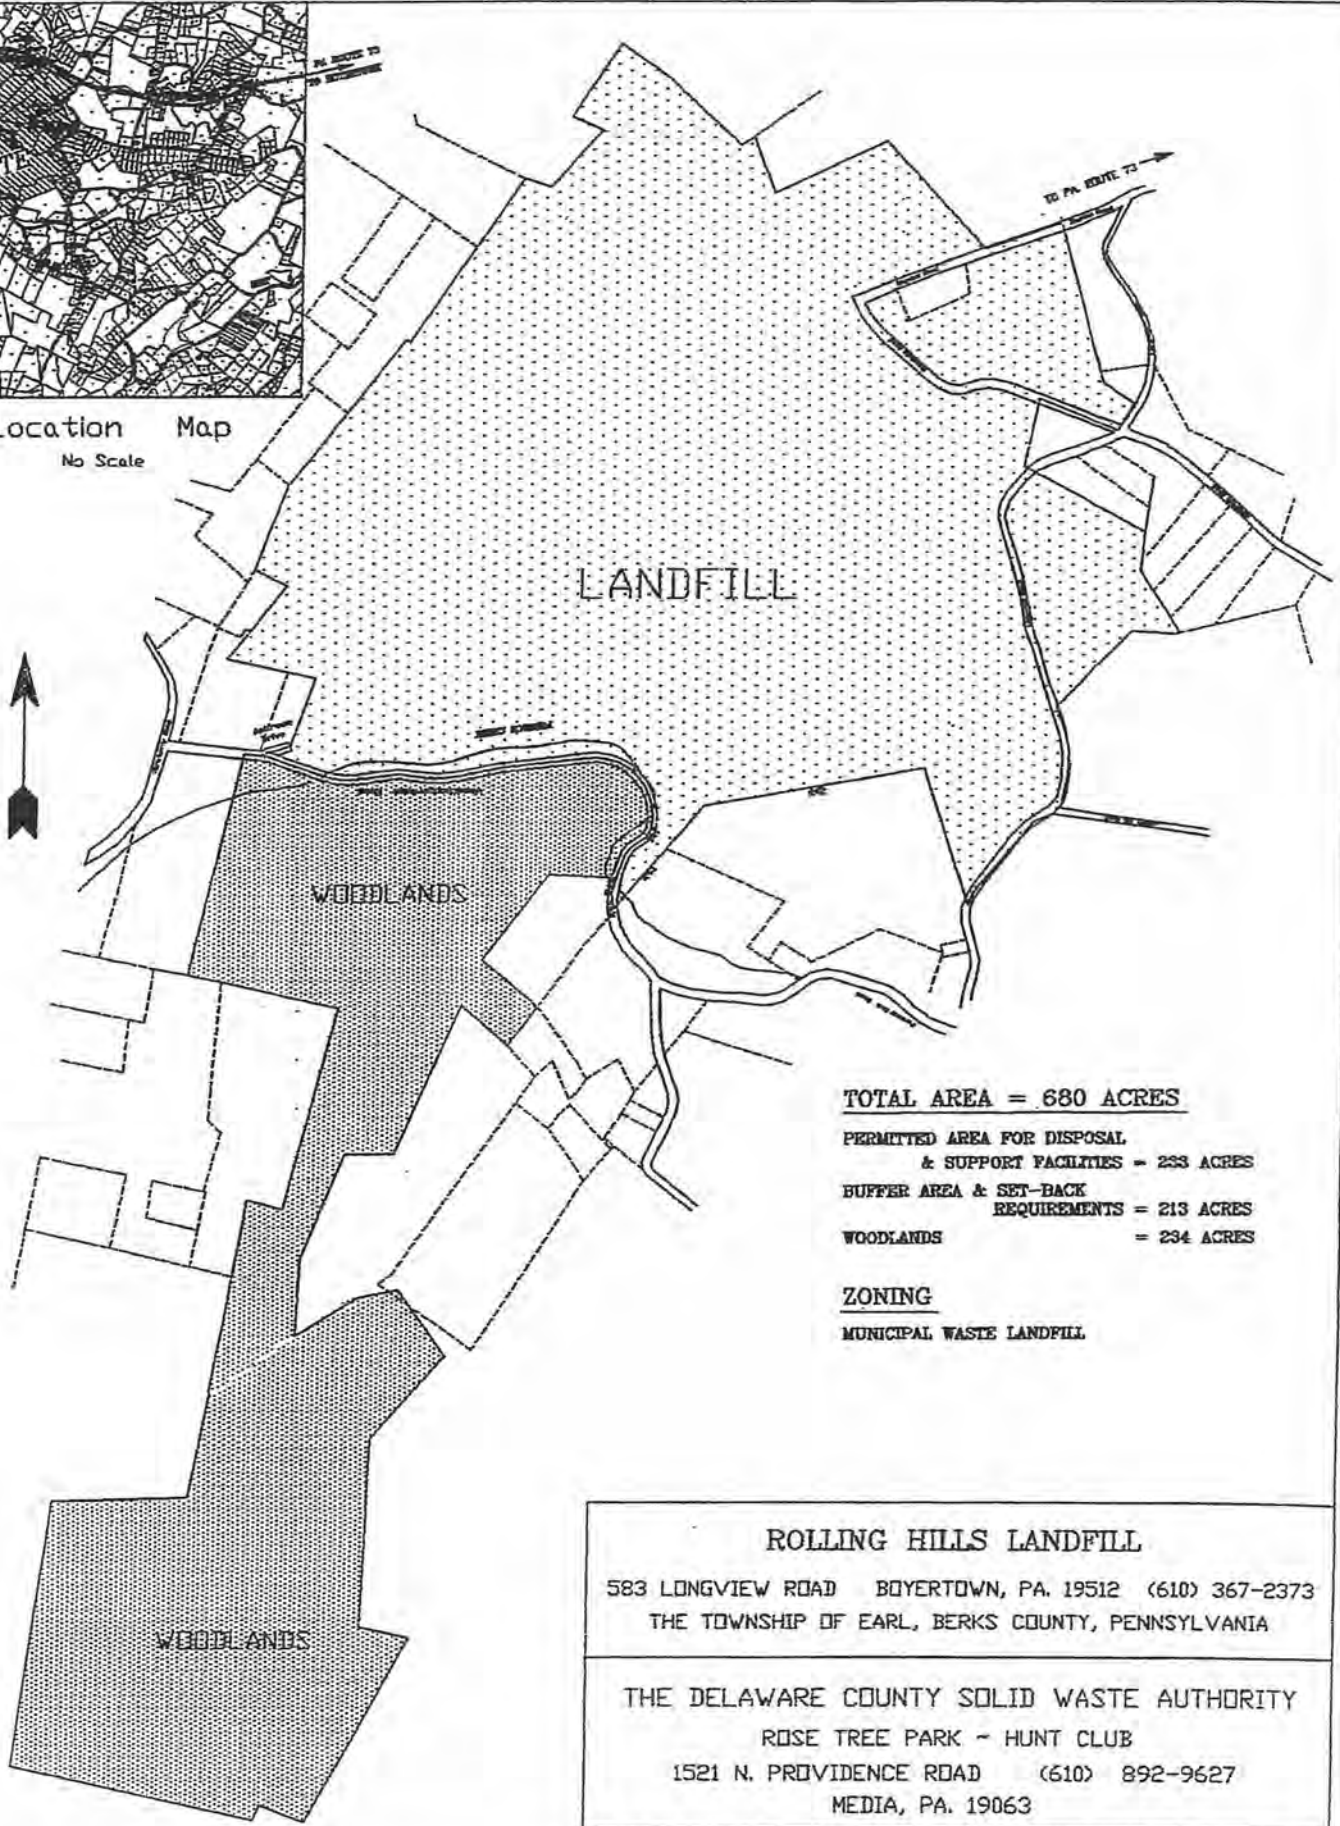 PA ROUTE 73
Location Map
No Scale
TO PA. ROUTE 73
LANDFILL
WOODLANDS
WOODLANDS
TOTAL AREA = 680 ACRES
PERMITTED AREA FOR DISPOSAL
& SUPPORT FACILITIES = 233 ACRES
BUFFER AREA & SET-BACK
REQUIREMENTS = 213 ACRES
WOODLANDS = 234 ACRES
ZONING
MUNICIPAL WASTE LANDFILL
ROLLING HILLS LANDFILL
583 LONGVIEW ROAD BOYERTOWN, PA. 19512 (610) 367-2373
THE TOWNSHIP OF EARL, BERKS COUNTY, PENNSYLVANIA
THE DELAWARE COUNTY SOLID WASTE AUTHORITY
ROSE TREE PARK - HUNT CLUB
1521 N. PROVIDENCE ROAD (610) 892-9627
MEDIA, PA. 19063